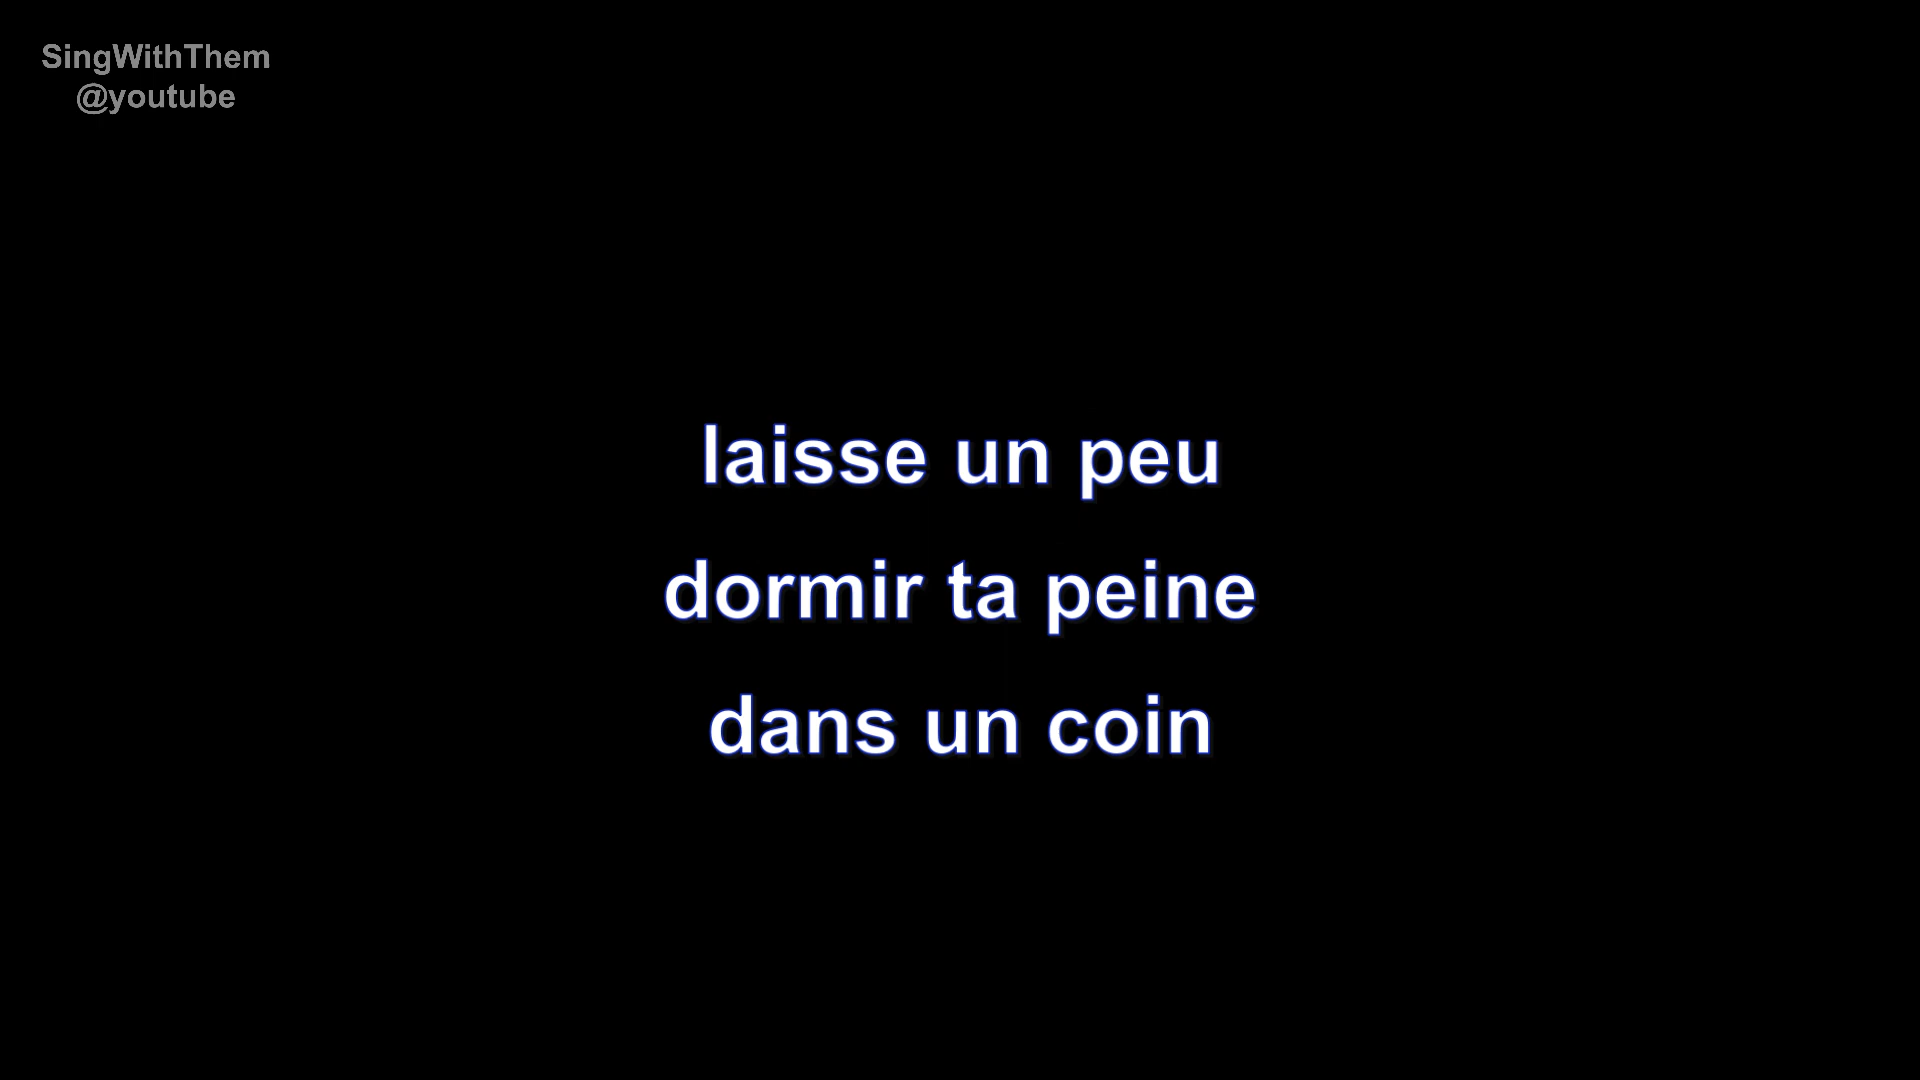 SingWithThem
@youtube
laisse un peu
dormir ta peine
dans un coin